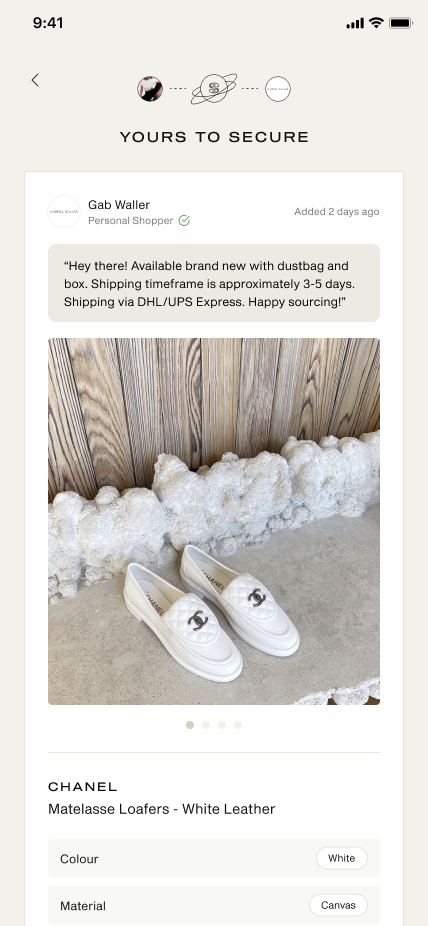 9:41
YOURS TO SECURE
Gab Waller
Personal Shopper
Added 2 days ago
“Hey there! Available brand new with dustbag and
box. Shipping timeframe is approximately 3-5 days.
Shipping via DHL/UPS Express. Happy sourcing!”
CHANEL
CHANEL
CHANEL
Matelasse Loafers - White Leather
Colour
White
Material
Canvas